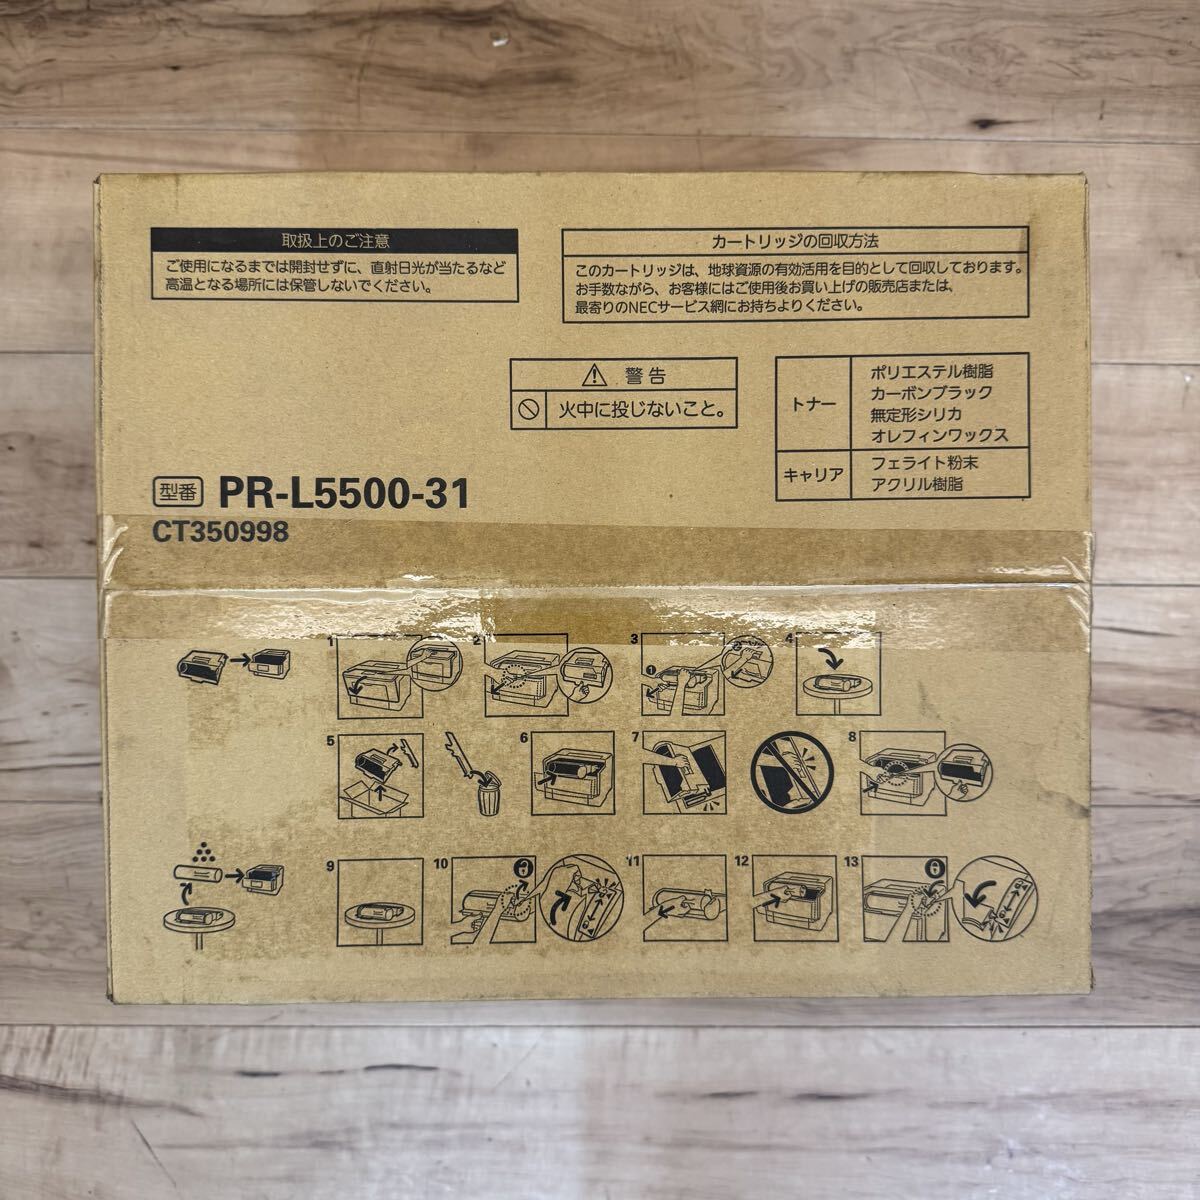 取扱上のご注意
ご使用になるまでは開封せずに、直射日光が当たるなど
高温となる場所には保管しないでください。
カートリッジの回収方法
このカートリッジは、地球資源の有効活用を目的として回収しております。
お手数ながら、お客様にはご使用後お買い上げの販売店または、
最寄りのNECサービス網にお持ちよりください。
警告
火中に投じないこと。
トナー
ポリエステル樹脂
カーボンブラック
無定形シリカ
オレフィンワックス
キャリア
フェライト粉末
アクリル樹脂
型番 PR-L5500-31
CT350998
1 2 3 4
5 6 7 8
9 10 11 12 13